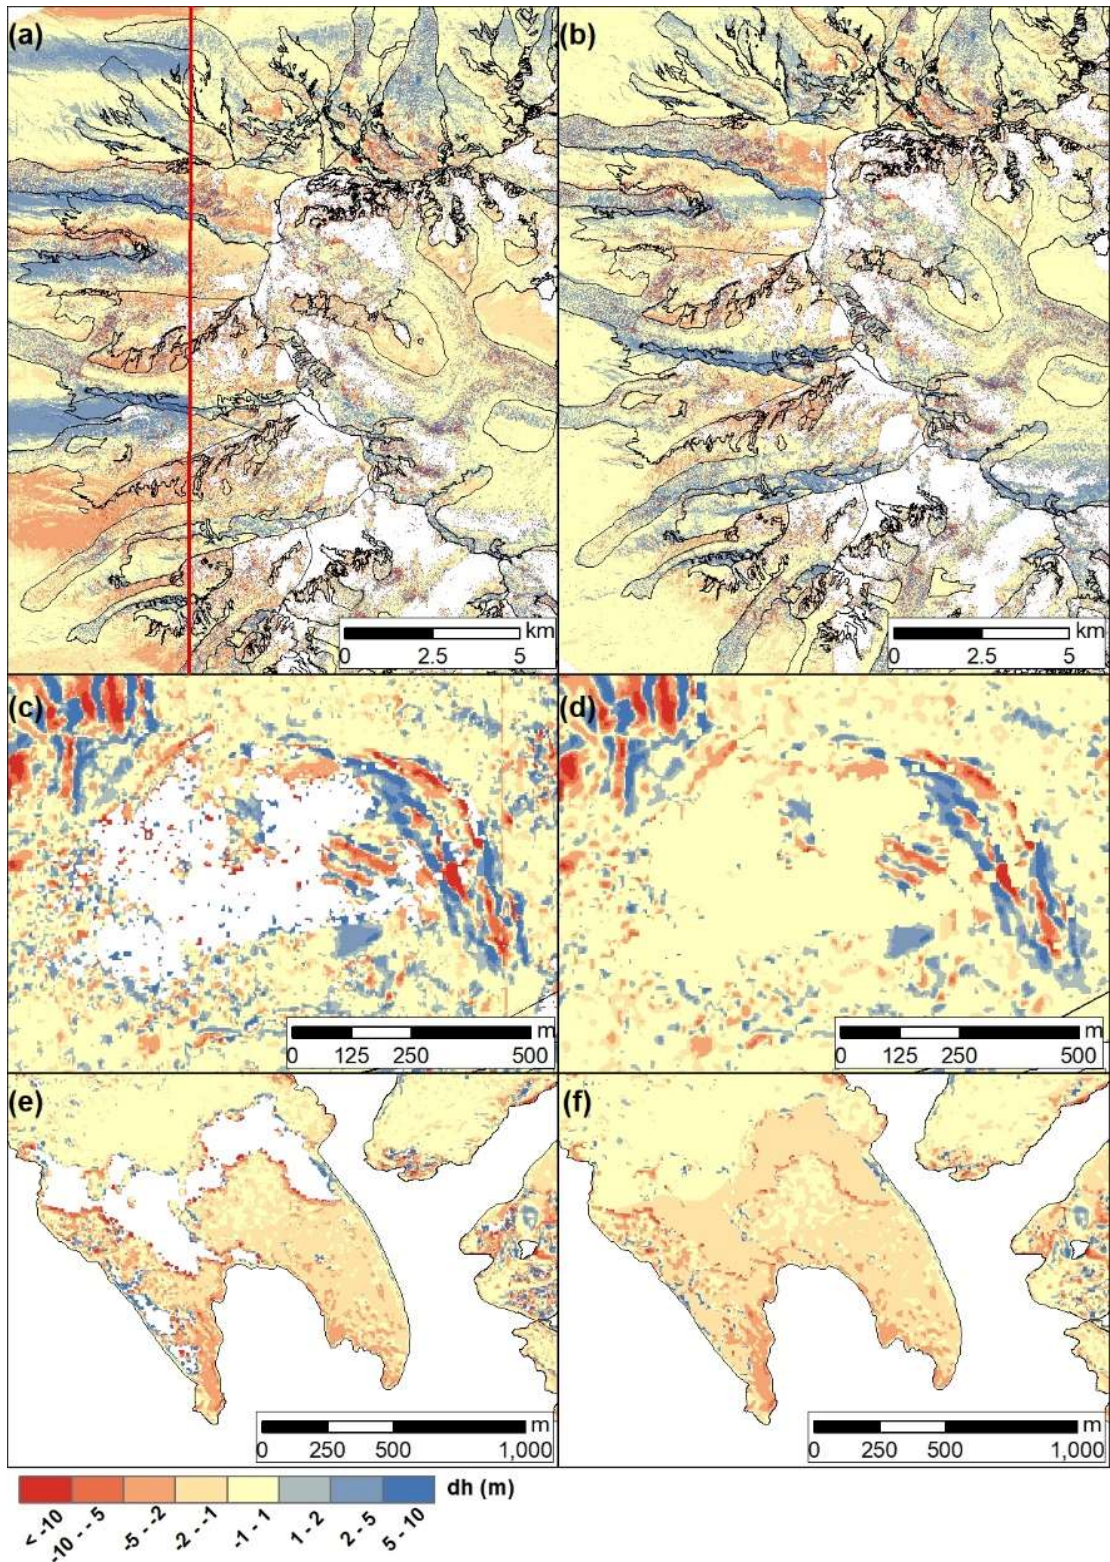 (a)
(b)
km
0 2.5 5
km
0 2.5 5
(c)
(d)
m
0 125 250 500
m
0 125 250 500
(e)
(f)
m
0 250 500 1,000
m
0 250 500 1,000
dh (m)
< -10
-10 - -5
-5 - -2
-2 - -1
-1 - 1
1 - 2
2 - 5
5 - 10